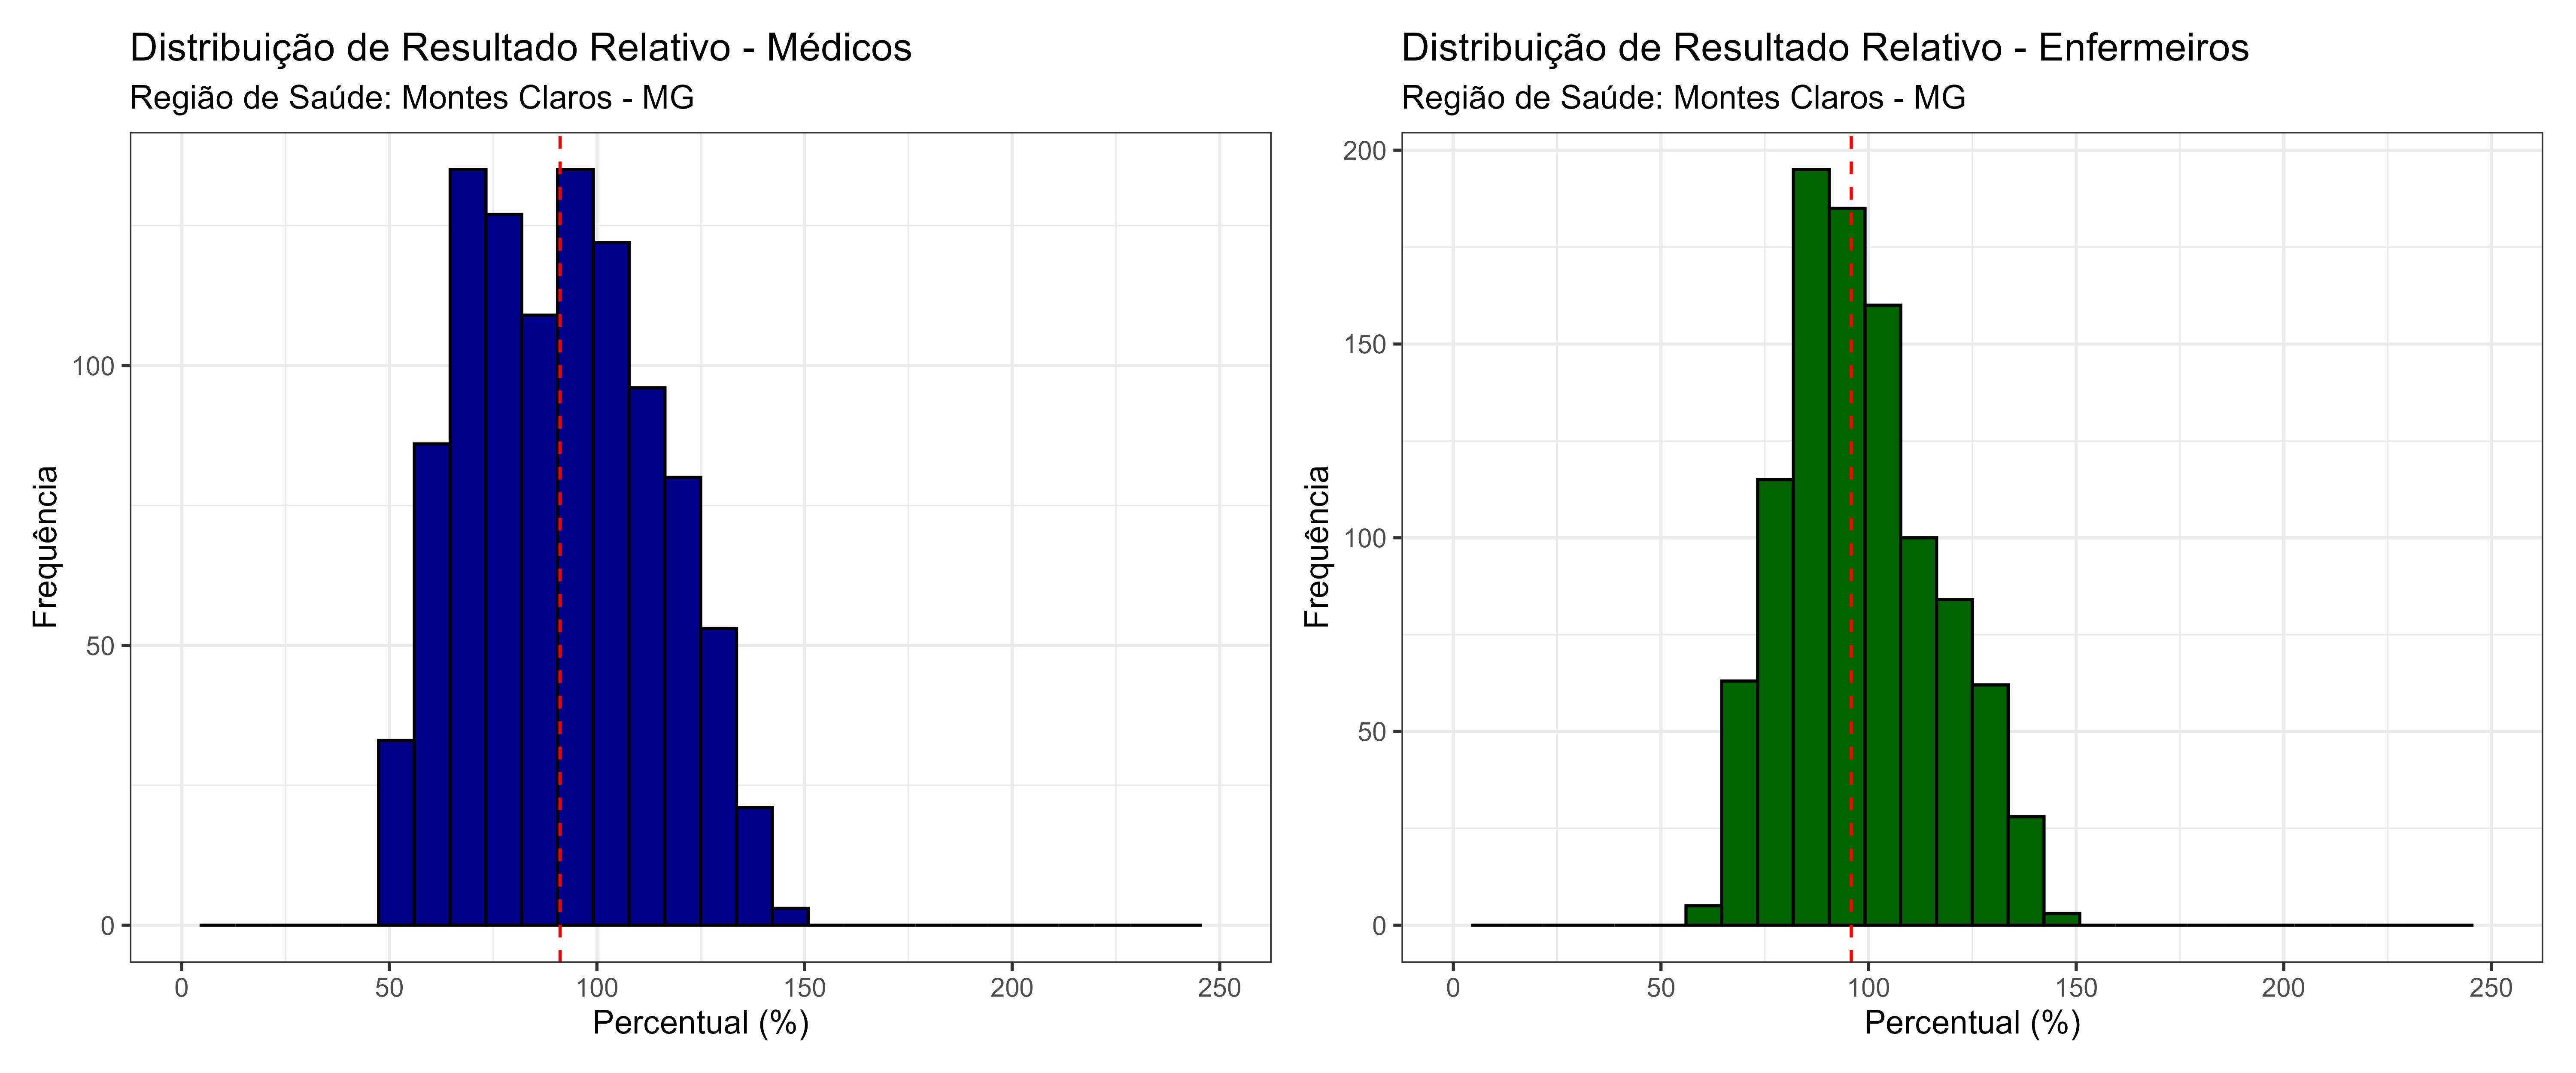 Distribuição de Resultado Relativo - Médicos
Região de Saúde: Montes Claros - MG
Frequência
100
50
0
0 50 100 150 200 250
Percentual (%)
Distribuição de Resultado Relativo - Enfermeiros
Região de Saúde: Montes Claros - MG
Frequência
200
150
100
50
0
0 50 100 150 200 250
Percentual (%)